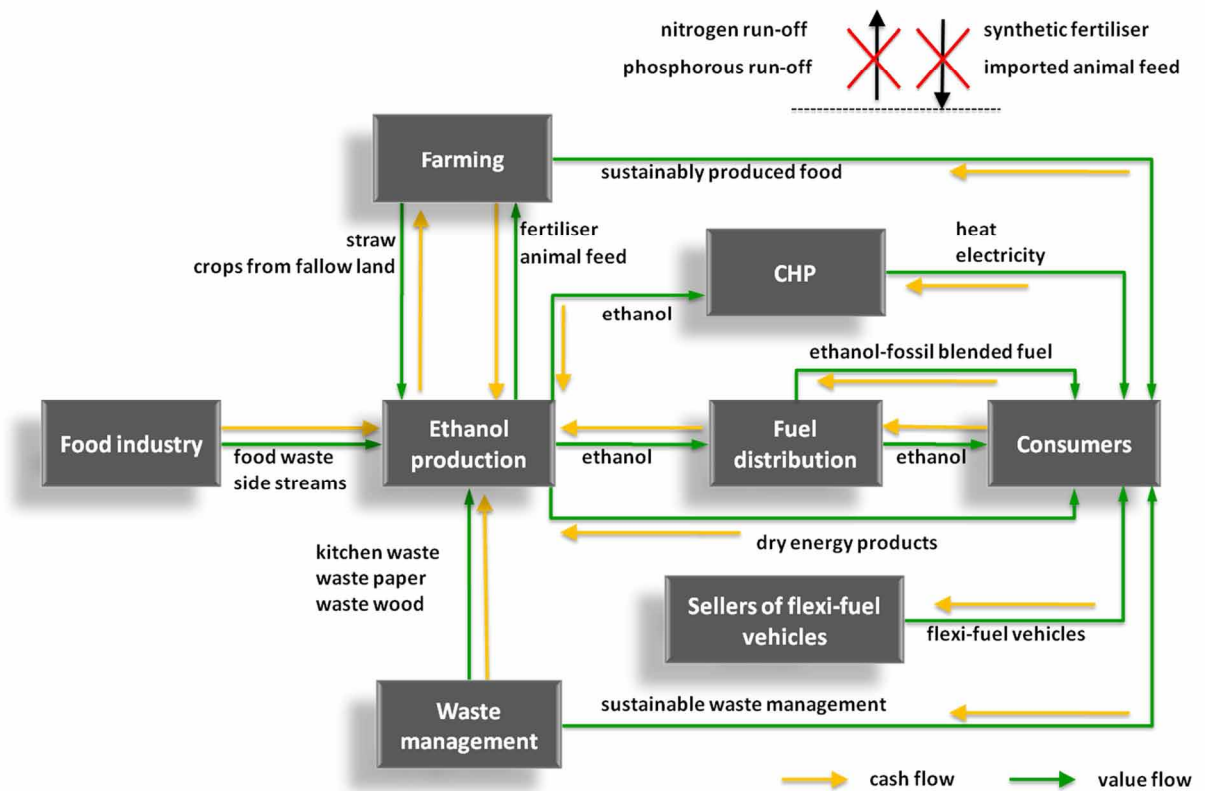 nitrogen run-off
phosphorous run-off
synthetic fertiliser
imported animal feed
Farming
sustainably produced food
straw
crops from fallow land
fertiliser
animal feed
CHP
heat
electricity
ethanol
ethanol-fossil blended fuel
Food industry
food waste
side streams
Ethanol
production
ethanol
Fuel
distribution
ethanol
Consumers
dry energy products
kitchen waste
waste paper
waste wood
Sellers of flexi-fuel
vehicles
flexi-fuel vehicles
Waste
management
sustainable waste management
cash flow
value flow